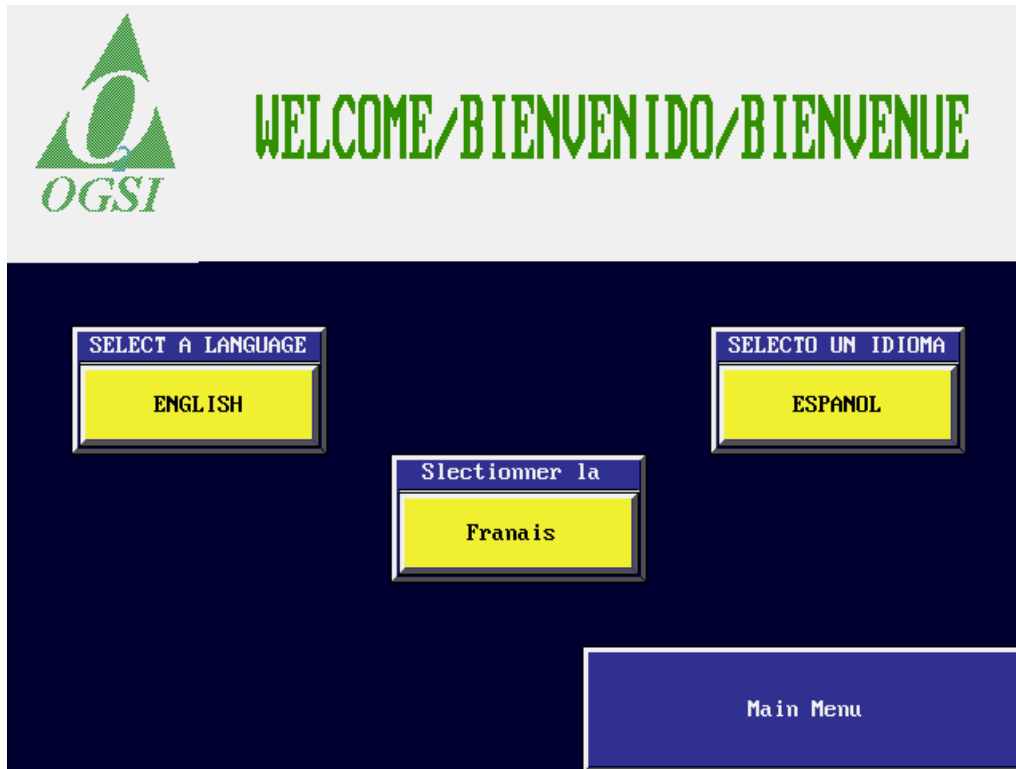 OGSI
WELCOME/BIENVENIDO/BIENVENUE
SELECT A LANGUAGE
ENGLISH
SELECTO UN IDIOMA
ESPANOL
Slectionner la
Franais
Main Menu